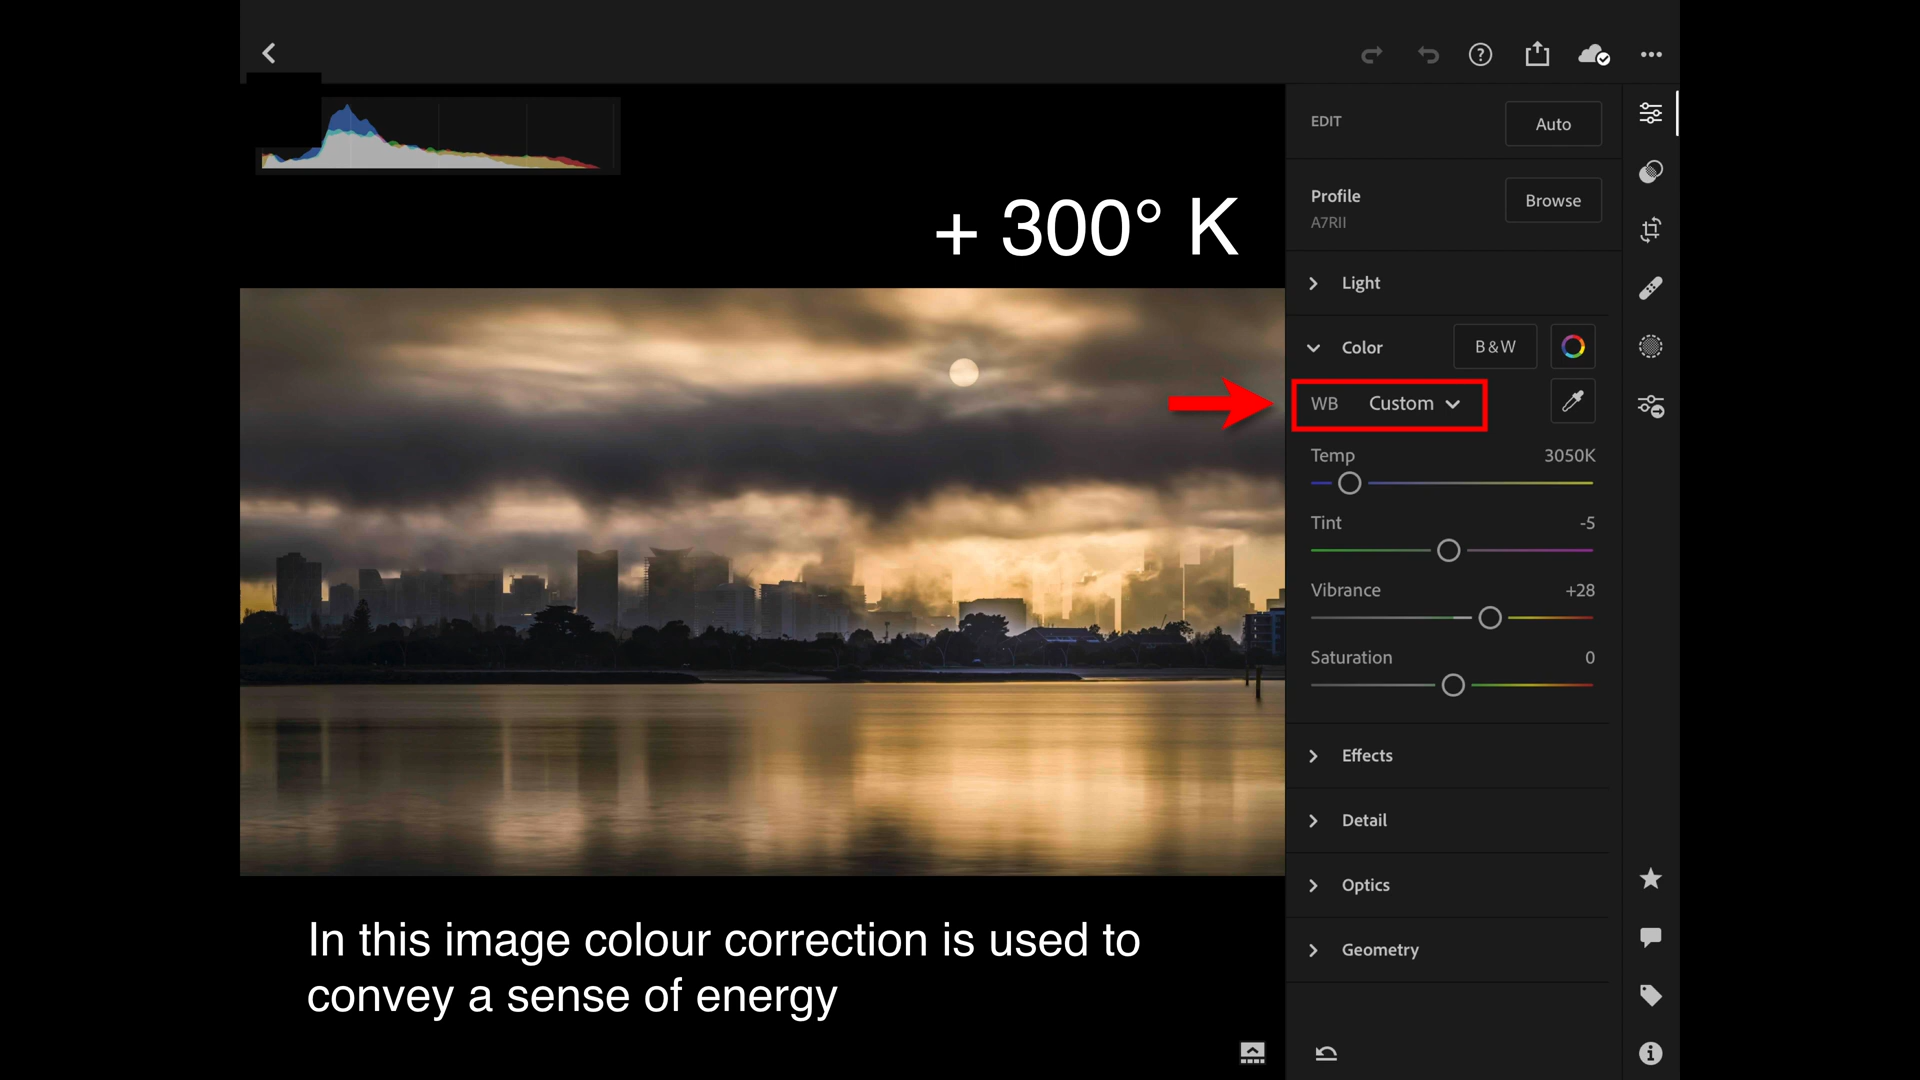 EDIT
Auto
Profile
A7RII
Browse
+ 300° K
Light
Color
B&W
WB Custom
Temp 3050K
Tint -5
Vibrance +28
Saturation 0
Effects
Detail
Optics
Geometry
In this image colour correction is used to
convey a sense of energy